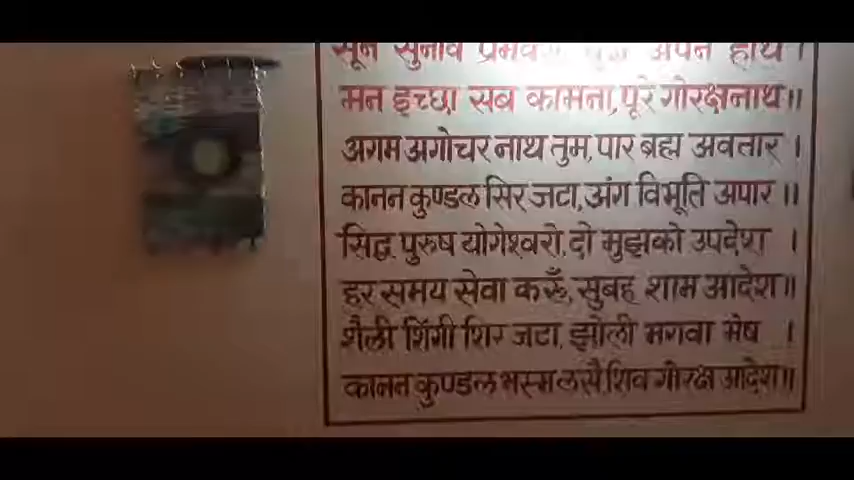 मन इच्छा सब कामना, पूरे गोरक्षनाथ॥
अगम अगोचर नाथ तुम, पार ब्रह्म अवतार ।
कानन कुण्डल सिर जटा, अंग विभूति अपार ॥
सिद्ध पुरुष योगेश्वरो, दो मुझको उपदेश ।
हर समय सेवा करूँ, सुबह शाम आदेश॥
शैली शिंगी शिर जटा, झोली भगवा भेष ।
कानन कुण्डल भस्म लसै, शिव गोरक्ष आदेश॥